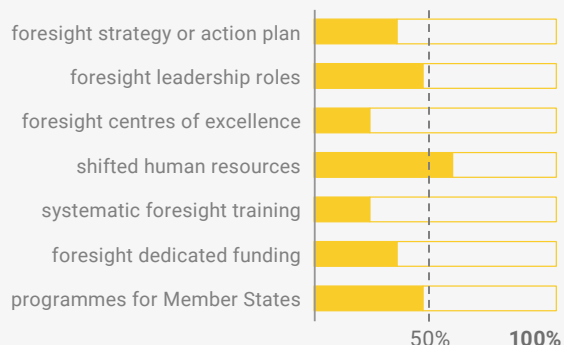 foresight strategy or action plan
foresight leadership roles
foresight centres of excellence
shifted human resources
systematic foresight training
foresight dedicated funding
programmes for Member States
50% 100%